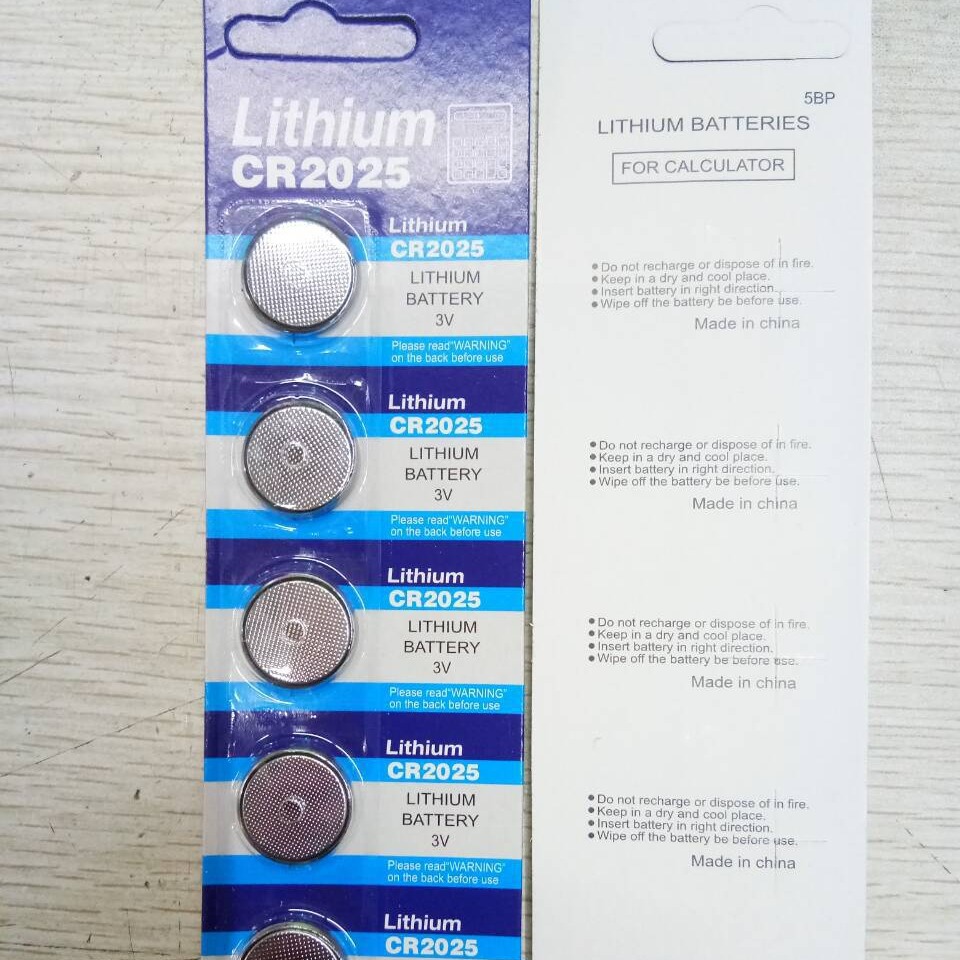 Lithium
CR2025
Lithium
CR2025
LITHIUM
BATTERY
3V
Please read"WARNING"
on the back before use
Lithium
CR2025
LITHIUM
BATTERY
3V
Please read"WARNING"
on the back before use
Lithium
CR2025
LITHIUM
BATTERY
3V
Please read"WARNING"
on the back before use
Lithium
CR2025
LITHIUM
BATTERY
3V
Please read"WARNING"
on the back before use
Lithium
CR2025
5BP
LITHIUM BATTERIES
FOR CALCULATOR
● Do not recharge or dispose of in fire.
● Keep in a dry and cool place.
● Insert battery in right direction.
● Wipe off the battery be before use.
Made in china
● Do not recharge or dispose of in fire.
● Keep in a dry and cool place.
● Insert battery in right direction.
● Wipe off the battery be before use.
Made in china
● Do not recharge or dispose of in fire.
● Keep in a dry and cool place.
● Insert battery in right direction.
● Wipe off the battery be before use.
Made in china
● Do not recharge or dispose of in fire.
● Keep in a dry and cool place.
● Insert battery in right direction.
● Wipe off the battery be before use.
Made in china